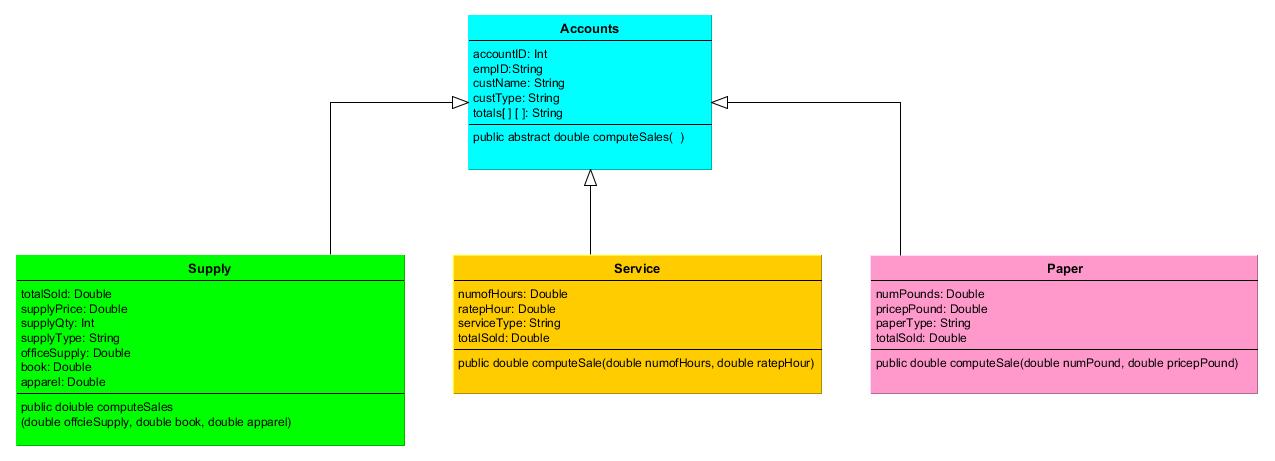 Accounts
accountID: Int
empID:String
custName: String
custType: String
totals[ ] [ ]: String
public abstract double computeSales(  )
Supply
totalSold: Double
supplyPrice: Double
supplyQty: Int
supplyType: String
officeSupply: Double
book: Double
apparel: Double
public doiuble computeSales
(double offcieSupply, double book, double apparel)
Service
numofHours: Double
ratepHour: Double
serviceType: String
totalSold: Double
public double computeSale(double numofHours, double ratepHour)
Paper
numPounds: Double
pricepPound: Double
paperType: String
totalSold: Double
public double computeSale(double numPound, double pricepPound)